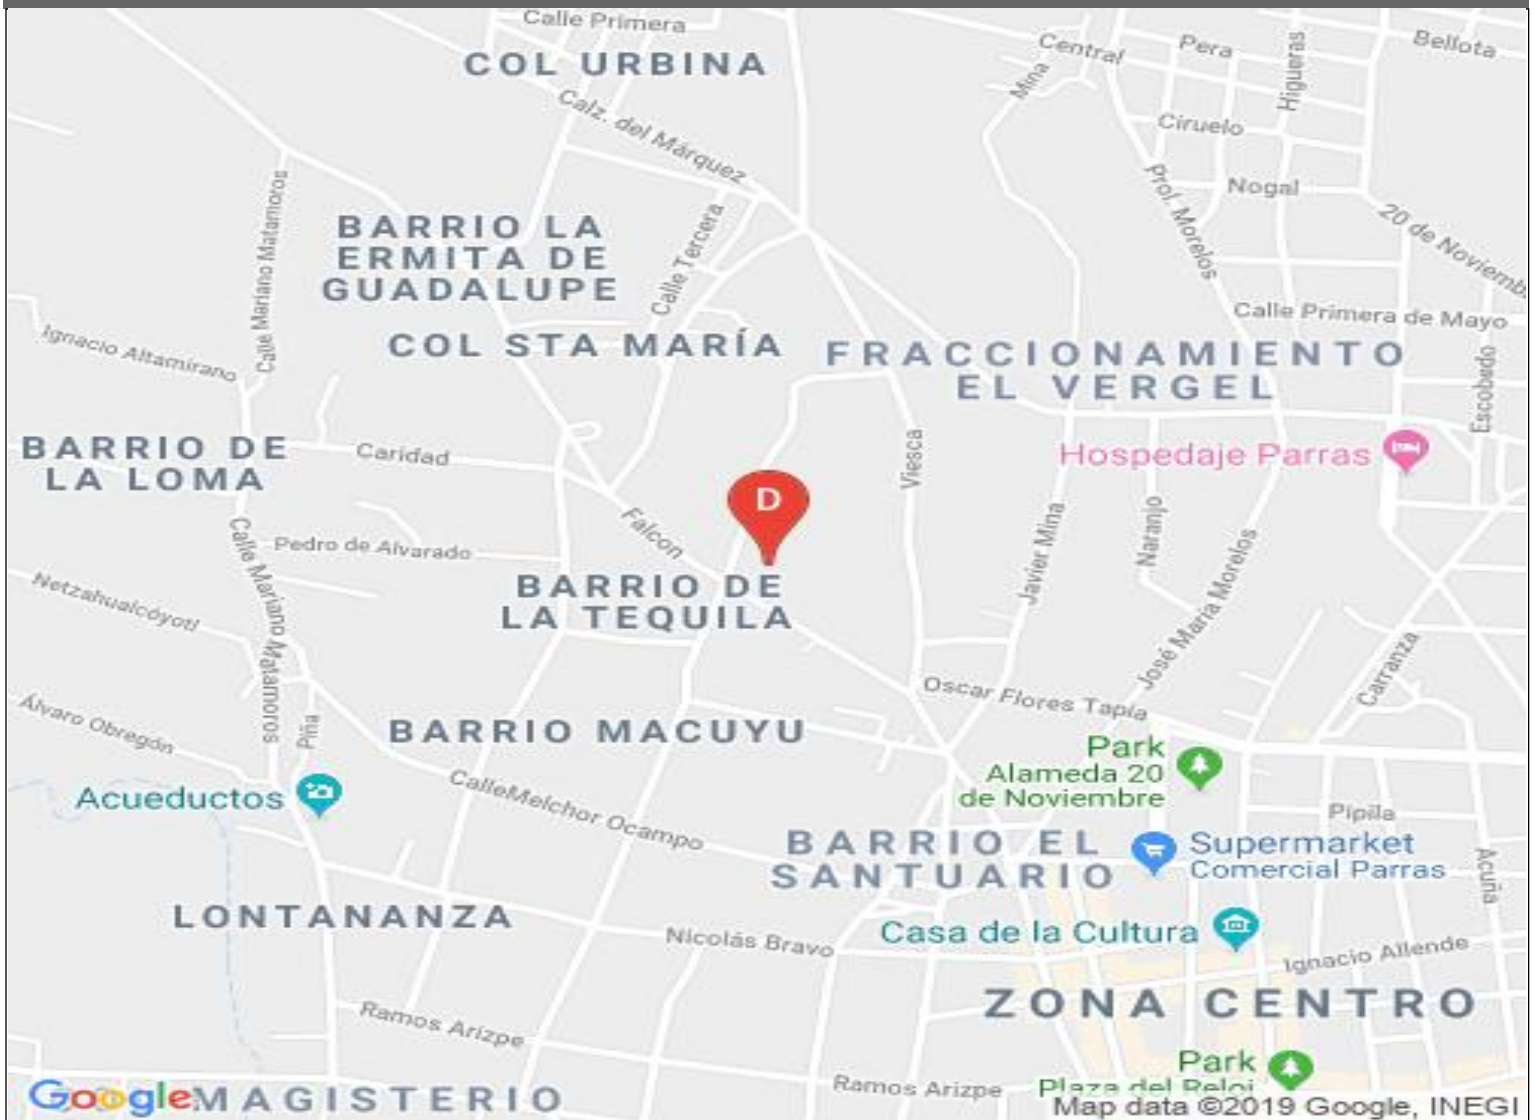 Calle Primera
COL URBINA
Central
Pera
Higueras
Bellota
Mina
Calz. del Márquez
Ciruelo
Prol. Morelos
Nogal
20 de Noviemb
Calle Mariano Matamoros
BARRIO LA
ERMITA DE
GUADALUPE
Calle Tercera
Calle Primera de Mayo
Ignacio Altamirano
COL STA MARÍA
FRACCIONAMIENTO
EL VERGEL
Escobedo
BARRIO DE
LA LOMA
Caridad
Viesca
Hospedaje Parras
D
Falcon
Naranjo
Javier Mina
José María Morelos
Calle Mariano Matamoros
Pedro de Alvarado
BARRIO DE
LA TEQUILA
Netzahualcóyotl
Carranza
Oscar Flores Tapia
Álvaro Obregón
Piña
BARRIO MACUYU
Park
Alameda 20
de Noviembre
Acueductos
CalleMelchor Ocampo
Pipila
BARRIO EL
SANTUARIO
Supermarket
Comercial Parras
Acuña
LONTANANZA
Nicolás Bravo
Casa de la Cultura
Ignacio Allende
ZONA CENTRO
Ramos Arizpe
Park
Plaza del Reloj
Ramos Arizpe
Google
MAGISTERIO
Map data ©2019 Google, INEGI